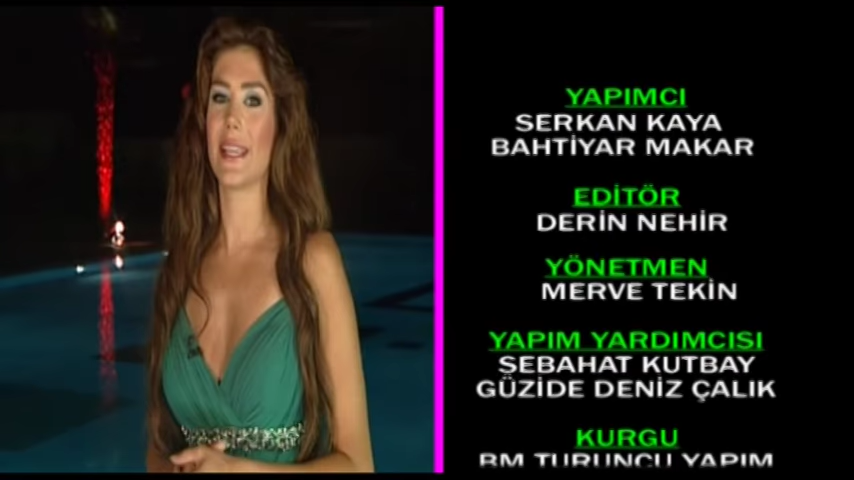 YAPIMCI
SERKAN KAYA
BAHTİYAR MAKAR
EDİTÖR
DERİN NEHİR
YÖNETMEN
MERVE TEKİN
YAPIM YARDIMCISI
SEBAHAT KUTBAY
GÜZİDE DENİZ ÇALIK
KURGU
BM TURUNCU YAPIM